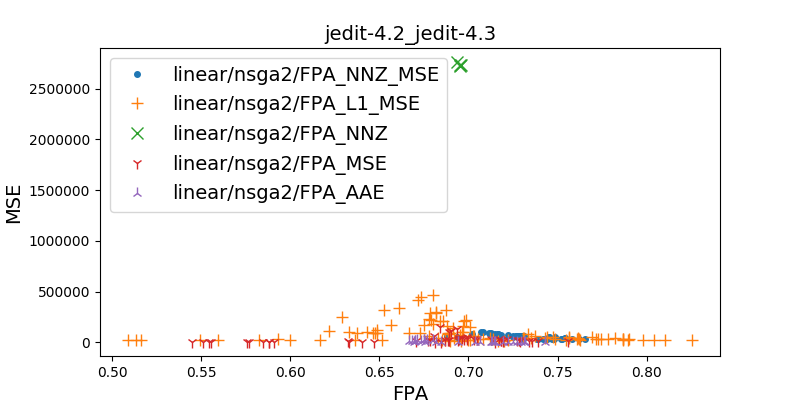 jedit-4.2_jedit-4.3
linear/nsga2/FPA_NNZ_MSE
linear/nsga2/FPA_L1_MSE
linear/nsga2/FPA_NNZ
linear/nsga2/FPA_MSE
linear/nsga2/FPA_AAE
MSE
2500000
2000000
1500000
1000000
500000
0
0.50 0.55 0.60 0.65 0.70 0.75 0.80
FPA